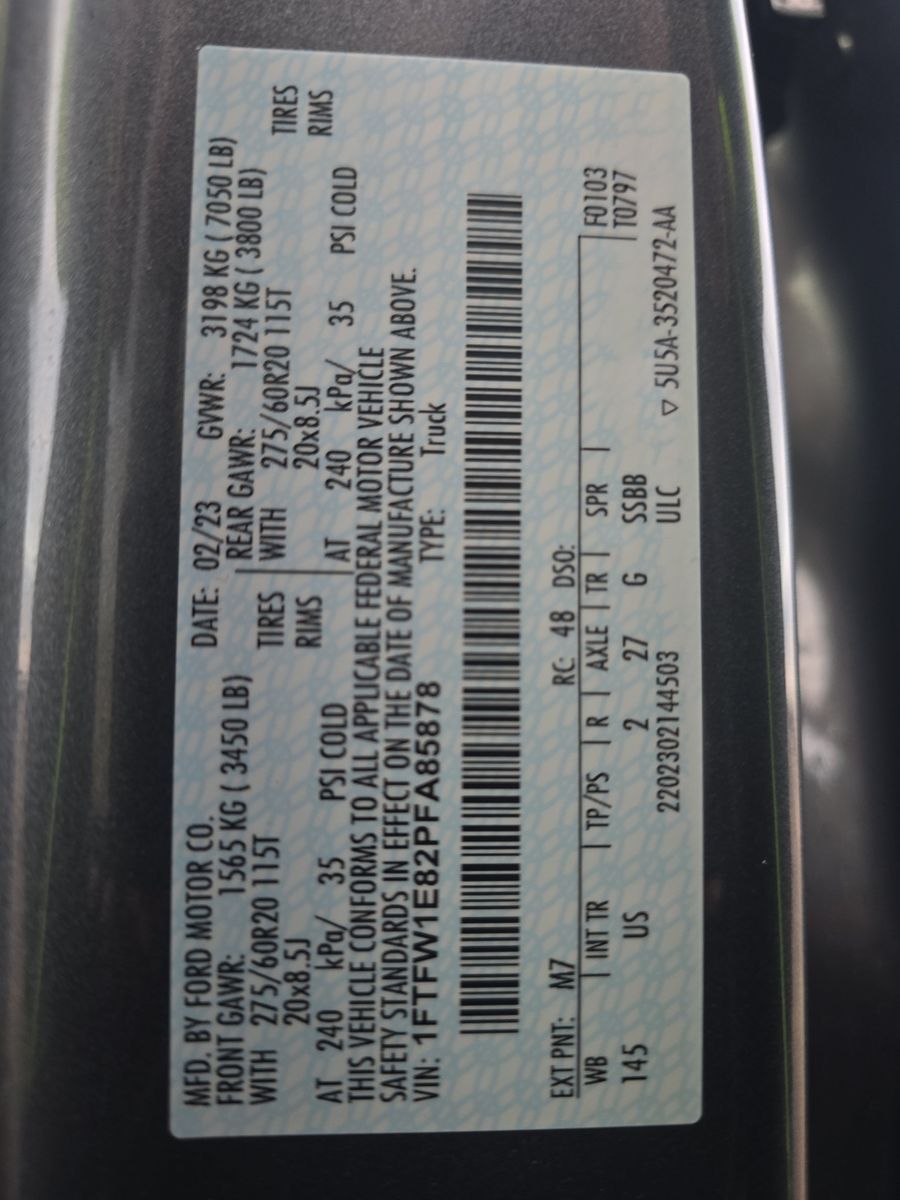 MFD. BY FORD MOTOR CO.
DATE: 02/23 GVWR: 3198 KG ( 7050 LB)
FRONT GAWR: 1565 KG ( 3450 LB) REAR GAWR: 1724 KG ( 3800 LB)
WITH 275/60R20 115T TIRES WITH 275/60R20 115T TIRES
20x8.5J RIMS 20x8.5J RIMS
AT 240 kPa/ 35 PSI COLD AT 240 kPa/ 35 PSI COLD
THIS VEHICLE CONFORMS TO ALL APPLICABLE FEDERAL MOTOR VEHICLE
SAFETY STANDARDS IN EFFECT ON THE DATE OF MANUFACTURE SHOWN ABOVE.
VIN: 1FTFW1E82PFA85878 TYPE: Truck
EXT PNT: M7 RC: 48 DSO:
WB INT TR TP/PS R AXLE TR SPR F0103
145 US 2 27 G SSBB T0797
2202302144503 ULC ▽ 5U5A-3520472-AA